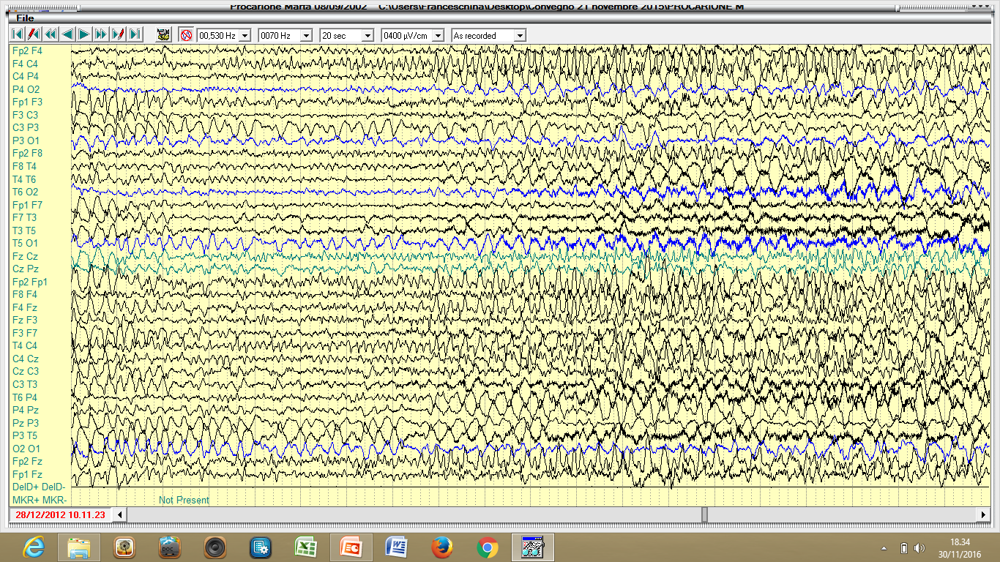 Procarione Marta 08/09/2002 C:\Users\Franceschina\Desktop\Convegno 21 novembre 2015\PROCARIONE M
File
00,530 Hz 0070 Hz 20 sec 0400 µV/cm As recorded
Fp2 F4
F4 C4
C4 P4
P4 O2
Fp1 F3
F3 C3
C3 P3
P3 O1
Fp2 F8
F8 T4
T4 T6
T6 O2
Fp1 F7
F7 T3
T3 T5
T5 O1
Fz Cz
Cz Pz
Fp2 Fp1
F8 F4
F4 Fz
Fz F3
F3 F7
T4 C4
C4 Cz
Cz C3
C3 T3
T6 P4
P4 Pz
Pz P3
P3 T5
O2 O1
Fp2 Fz
Fp1 Fz
DelD+ DelD-
MKR+ MKR- Not Present
28/12/2012 10.11.23
DOC
18.34
30/11/2016